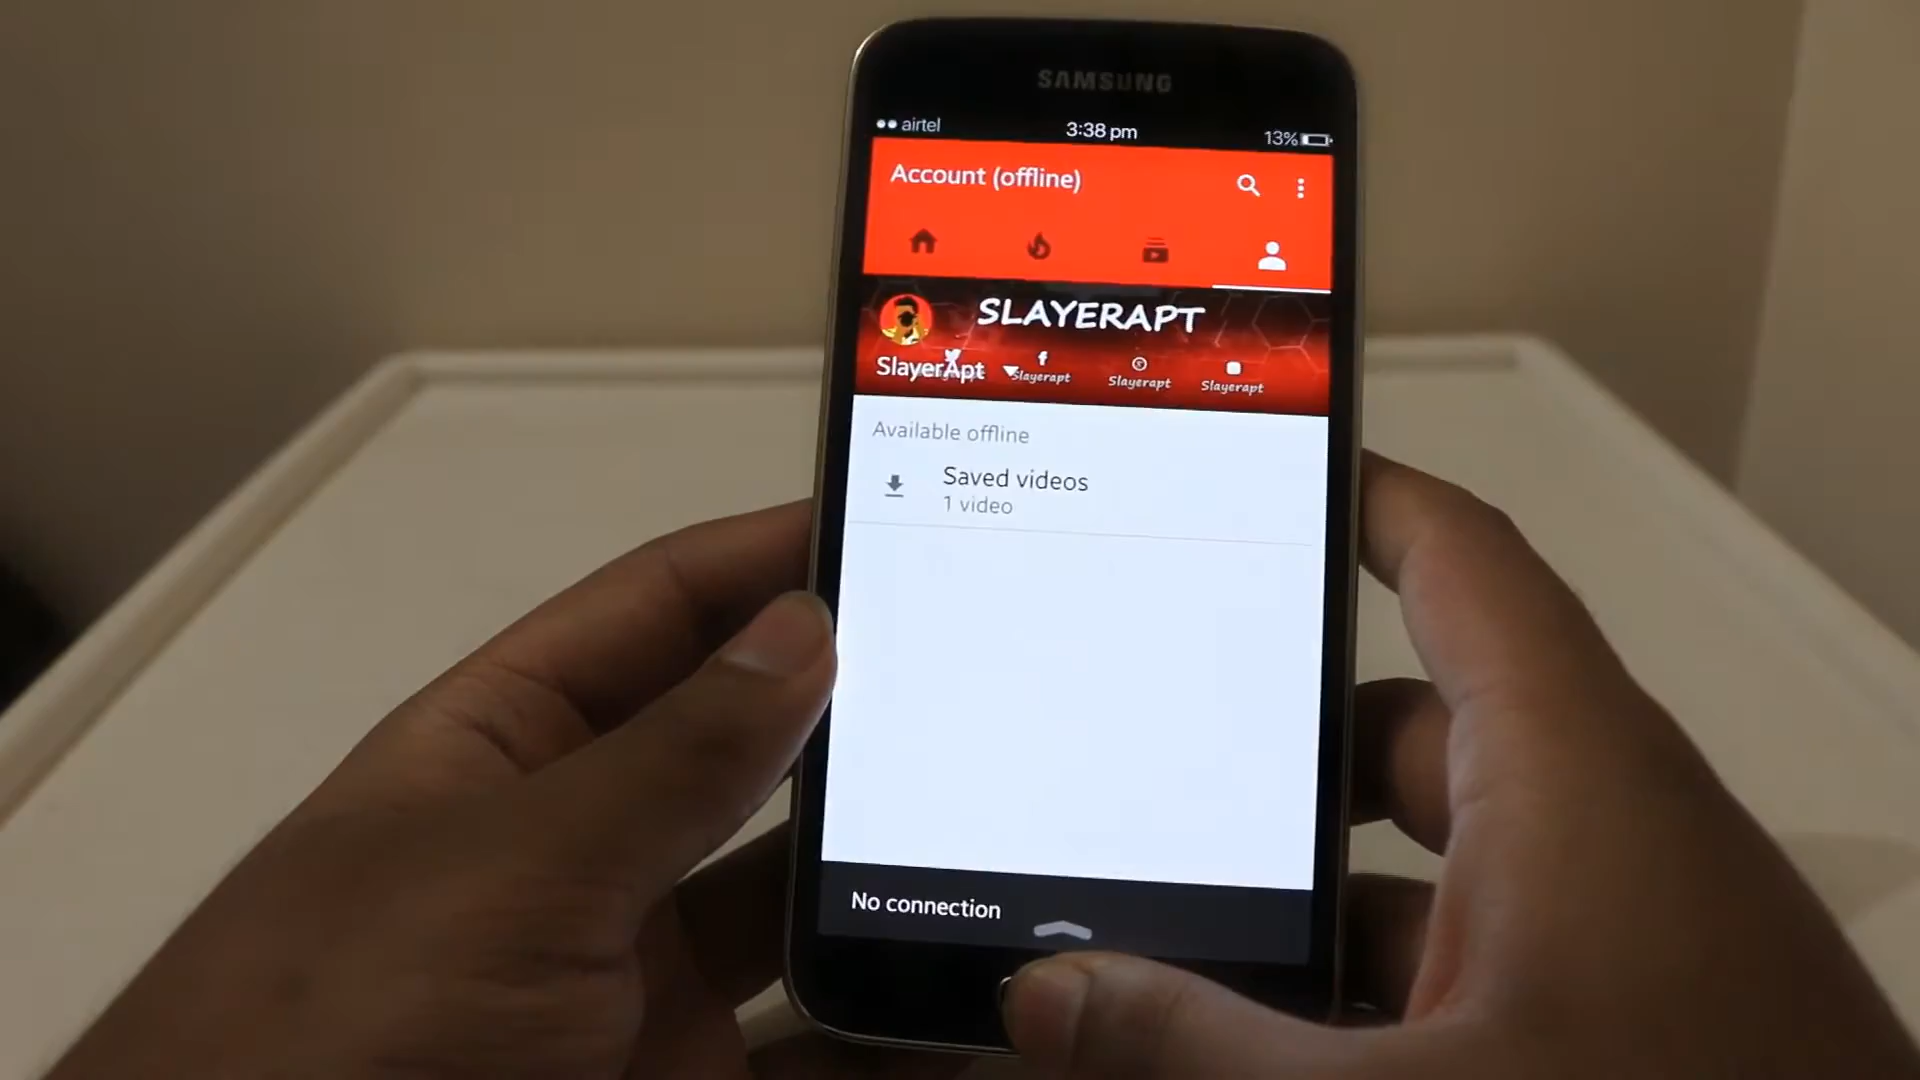 SAMSUNG
airtel
3:38 pm
13%
Account (offline)
SLAYERAPT
SlayerApt
Slayerapt
Slayerapt
Slayerapt
Available offline
Saved videos
1 video
No connection